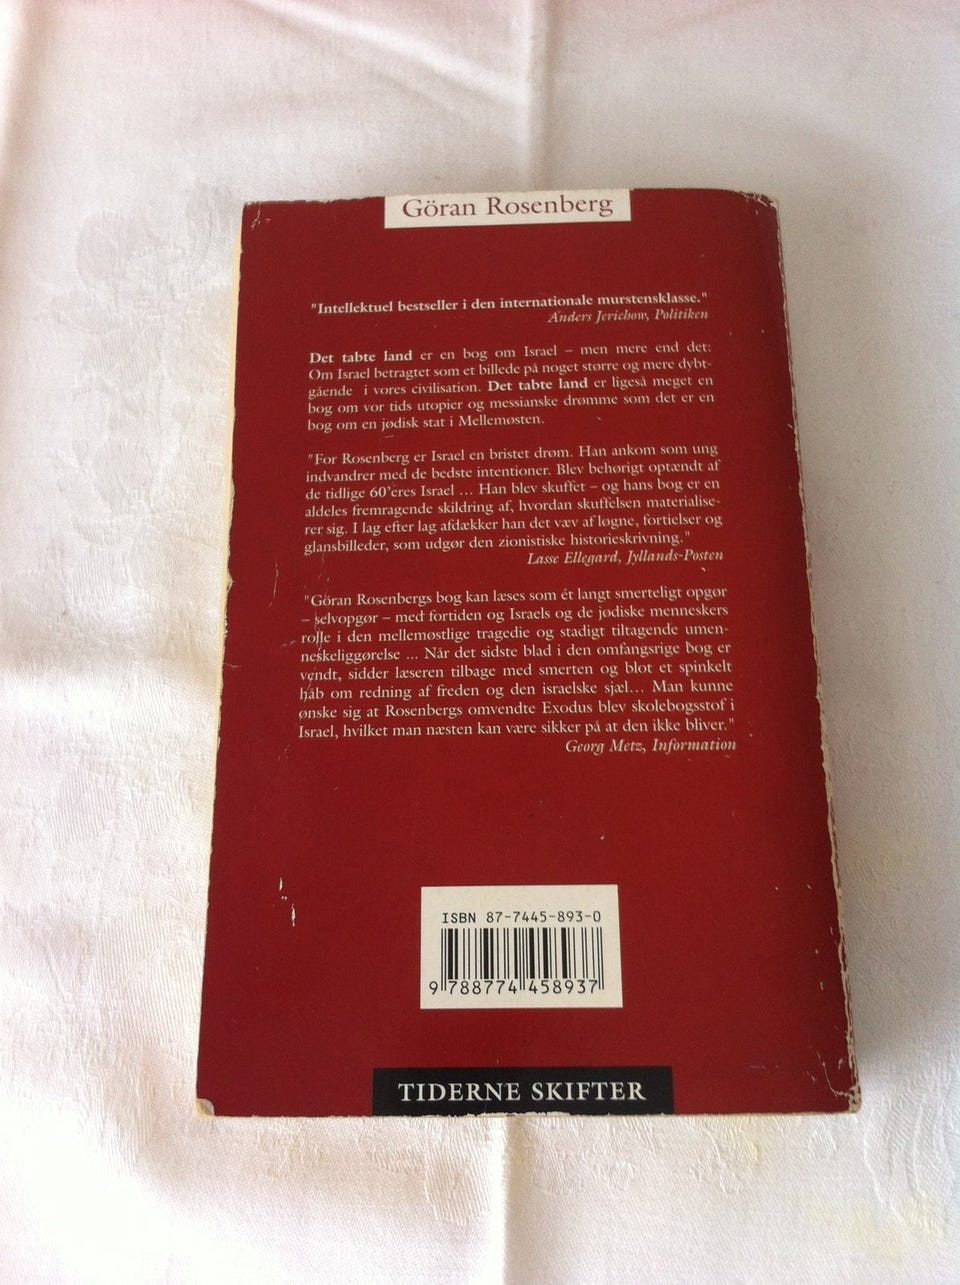 Göran Rosenberg
"Intellektuel bestseller i den internationale murstensklasse."
Anders Jerichow, Politiken
Det tabte land er en bog om Israel – men mere end det:
Om Israel betragtet som et billede på noget større og mere dybt-
gående i vores civilisation. Det tabte land er ligeså meget en
bog om vor tids utopier og messianske drømme som det er en
bog om en jødisk stat i Mellemøsten.
"For Rosenberg er Israel en bristet drøm. Han ankom som ung
indvandrer med de bedste intentioner. Blev behørigt optændt af
de tidlige 60'eres Israel ... Han blev skuffet – og hans bog er en
aldeles fremragende skildring af, hvordan skuffelsen materialise-
rer sig. I lag efter lag afdækker han det væv af løgne, fortielser og
glansbilleder, som udgør den zionistiske historieskrivning."
Lasse Ellegard, Jyllands-Posten
"Göran Rosenbergs bog kan læses som ét langt smerteligt opgør
– selvopgør – med fortiden og Israels og de jødiske menneskers
rolle i den mellemøstlige tragedie og stadigt tiltagende umen-
neskeliggørelse ... Når det sidste blad i den omfangsrige bog er
vendt, sidder læseren tilbage med smerten og blot et spinkelt
håb om redning af freden og den israelske sjæl... Man kunne
ønske sig at Rosenbergs omvendte Exodus blev skolebogsstof i
Israel, hvilket man næsten kan være sikker på at den ikke bliver."
Georg Metz, Information
ISBN 87-7445-893-0
9 788774 458937
TIDERNE SKIFTER